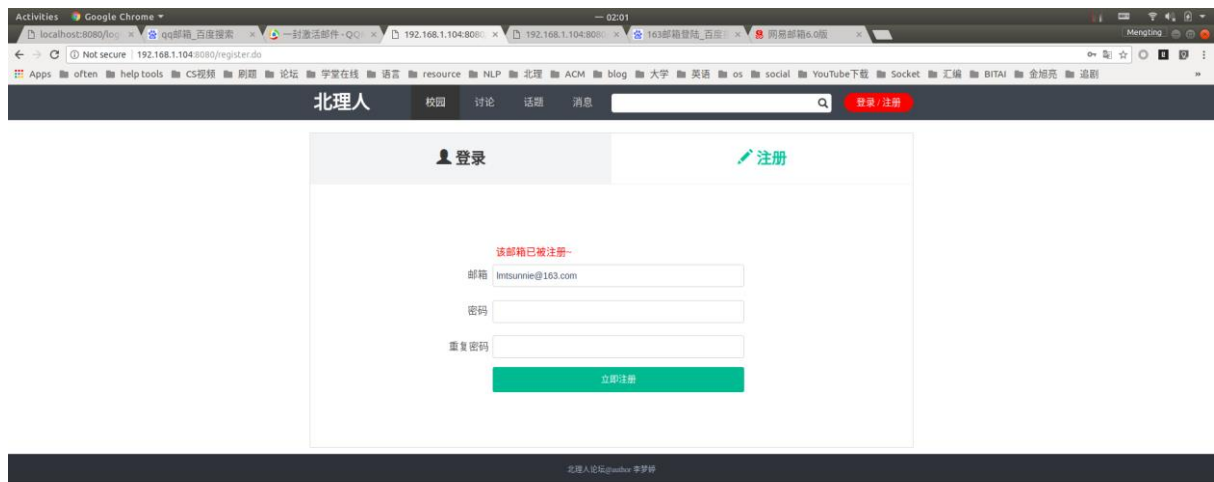 Activities Google Chrome 02:01
localhost:8080/log qq邮箱_百度搜索 一封激活邮件 - QQ 192.168.1.104:8080 192.168.1.104:8080 163邮箱登陆_百度 网易邮箱6.0版 Mengting
Not secure 192.168.1.104:8080/register.do
Apps often help tools CS视频 刷题 论坛 学堂在线 语言 resource NLP 北理 ACM blog 大学 英语 os social YouTube下载 Socket 汇编 BITAI 金旭亮 追剧 »
北理人 校园 讨论 话题 消息 登录 / 注册
登录 注册
该邮箱已被注册~
邮箱 lmtsunnie@163.com
密码
重复密码
立即注册
北理人论坛@author 李梦婷